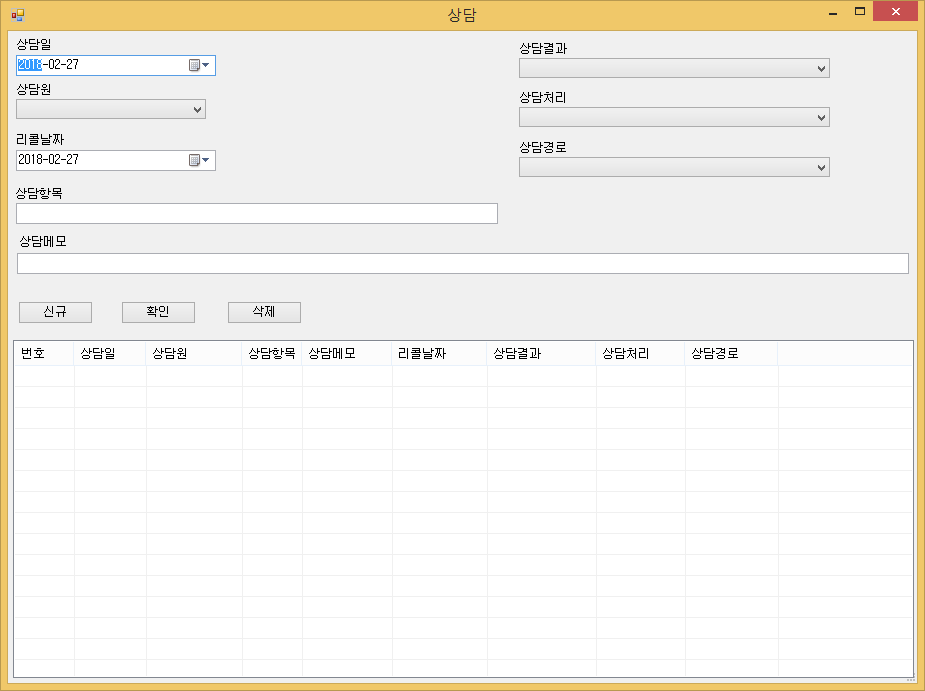 상담
상담일
2018-02-27
상담원
리콜날짜
2018-02-27
상담항목
상담메모
상담결과
상담처리
상담경로
신규 확인 삭제
번호 상담일 상담원 상담항목 상담메모 리콜날짜 상담결과 상담처리 상담경로